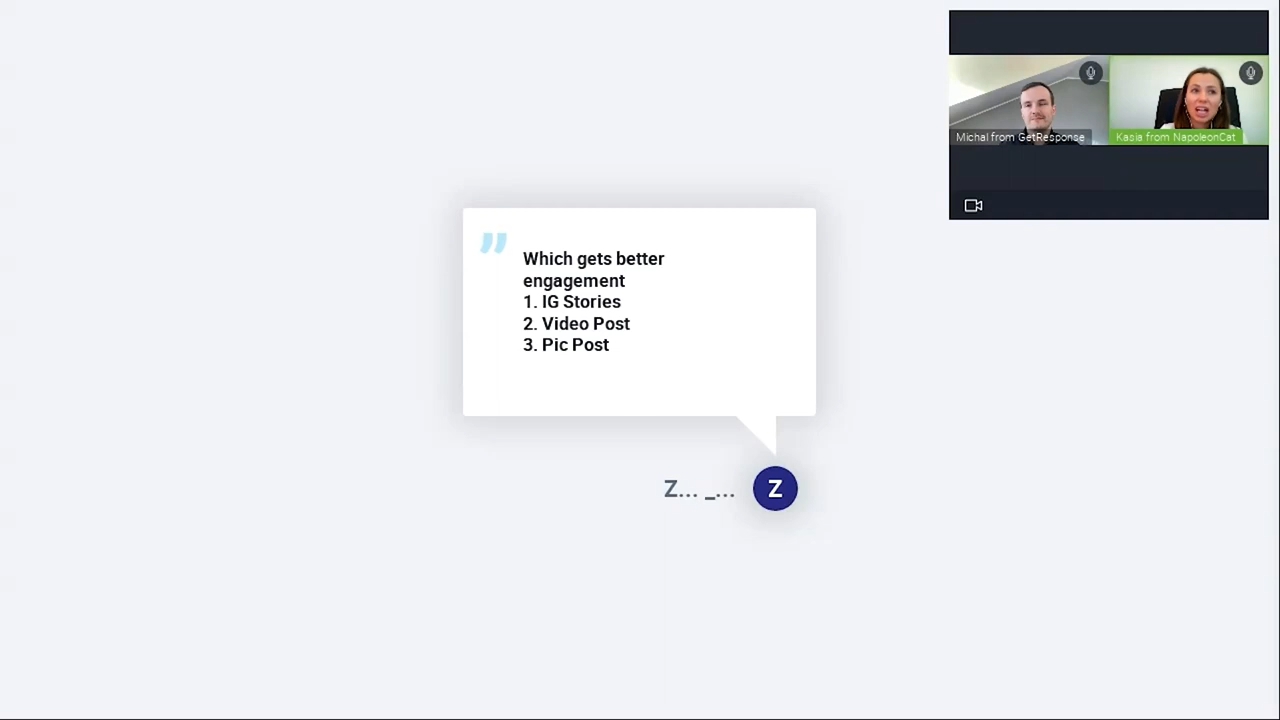 Michal from GetResponse
Kasia from NapoleonCat
Which gets better
engagement
1. IG Stories
2. Video Post
3. Pic Post
Z... _...
Z